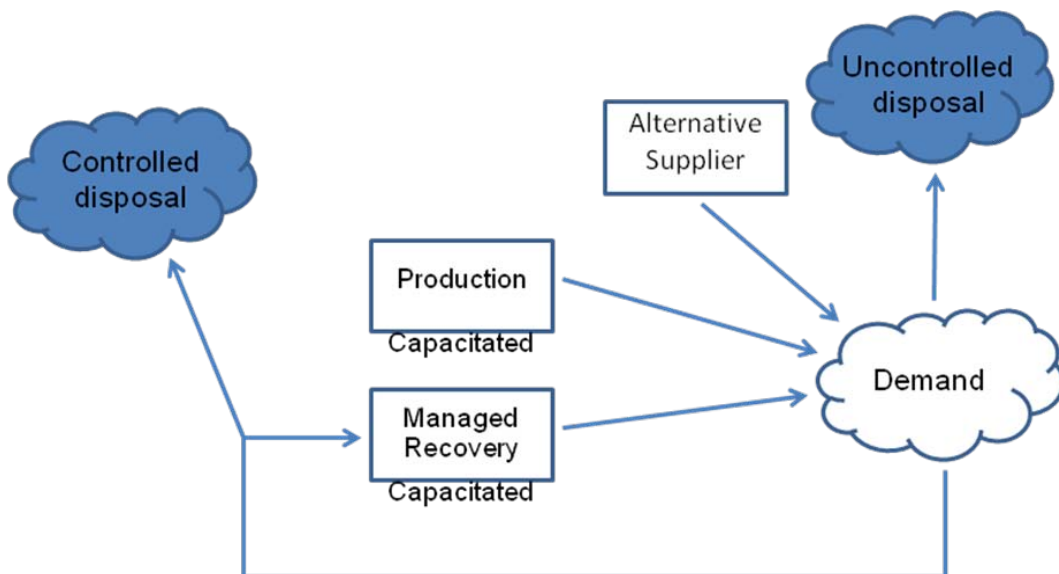 Uncontrolled
disposal
Alternative
Supplier
Controlled
disposal
Production
Capacitated
Demand
Managed
Recovery
Capacitated